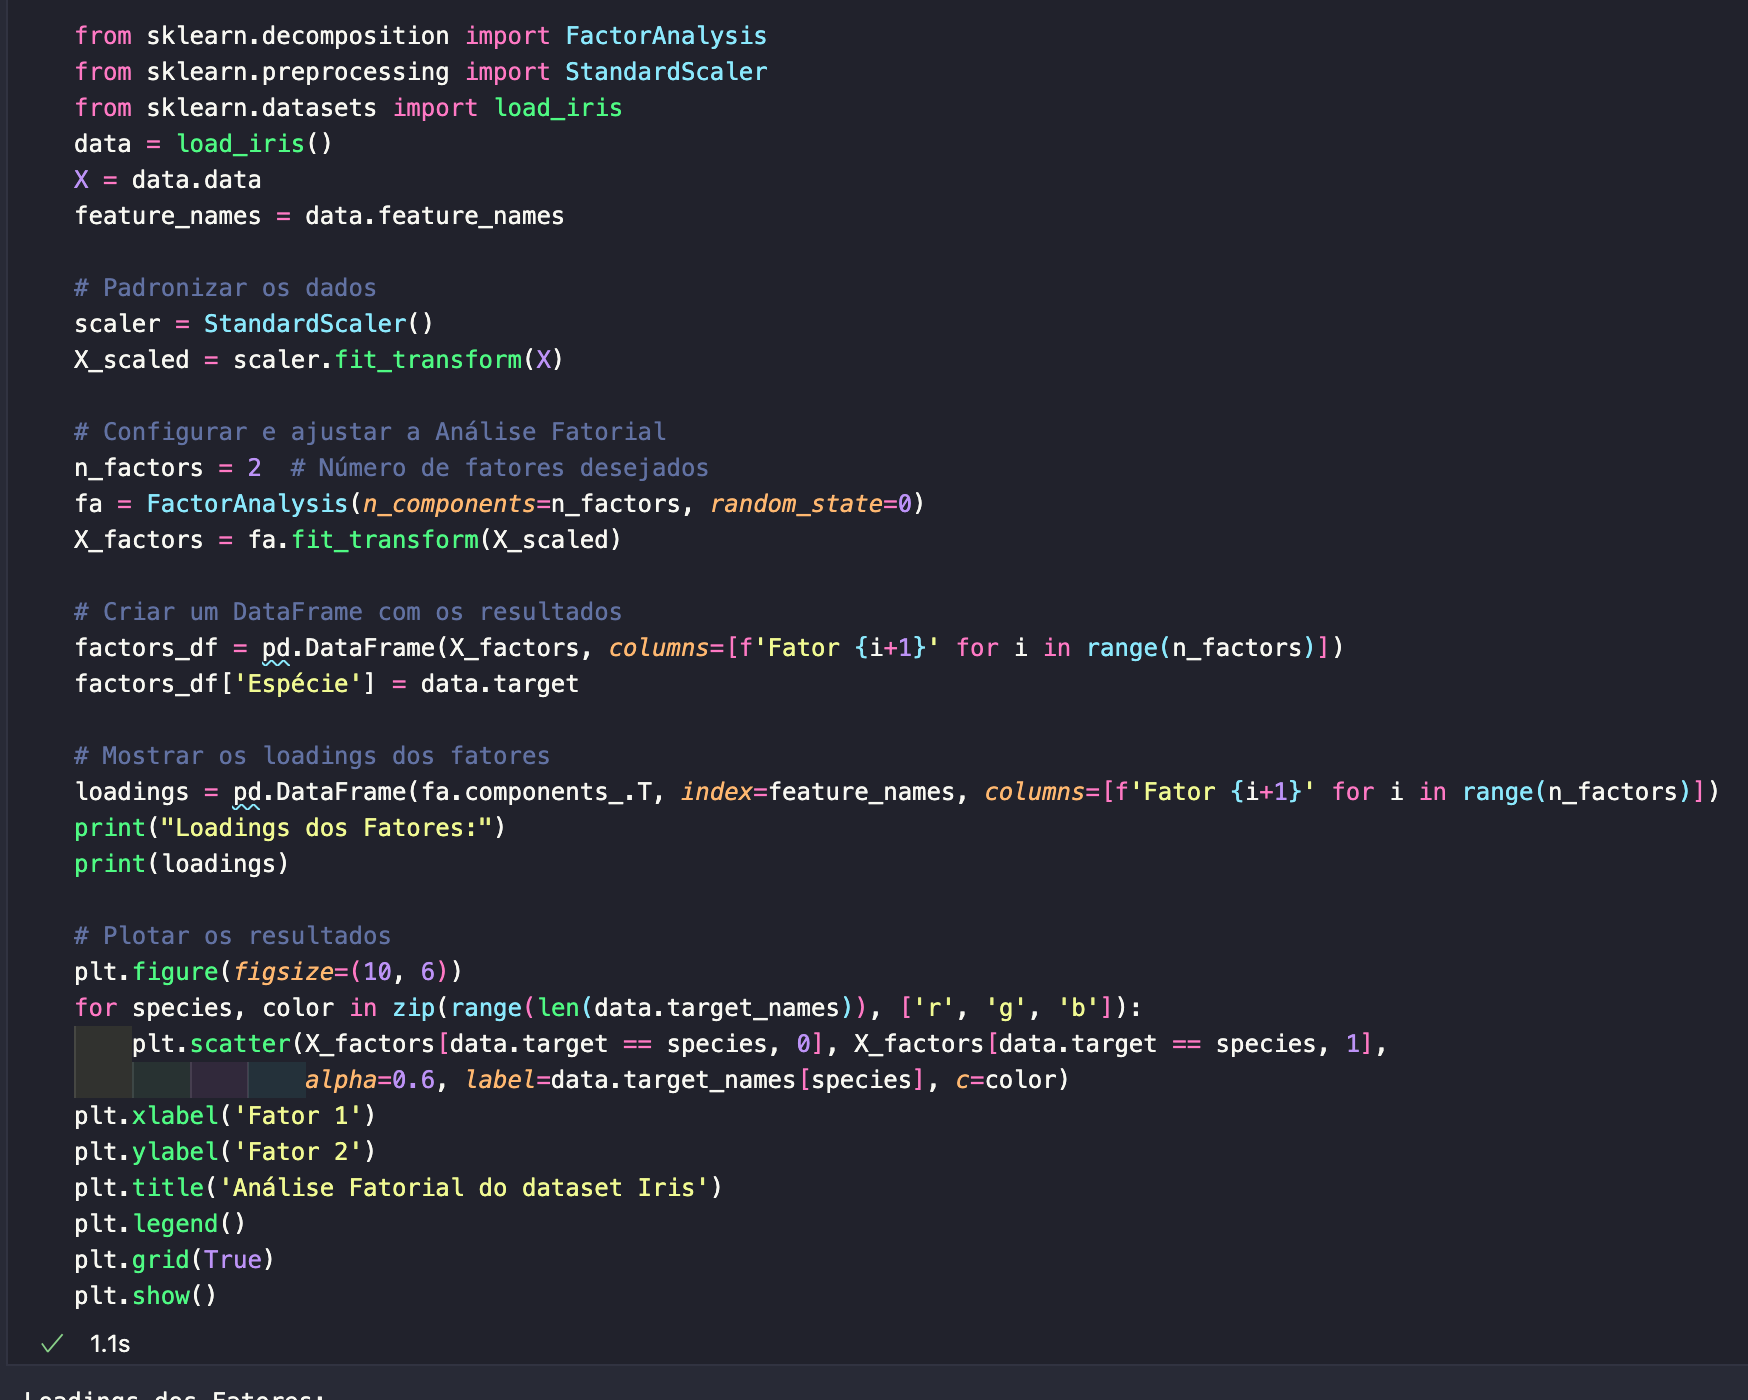 from sklearn.decomposition import FactorAnalysis
from sklearn.preprocessing import StandardScaler
from sklearn.datasets import load_iris
data = load_iris()
X = data.data
feature_names = data.feature_names

# Padronizar os dados
scaler = StandardScaler()
X_scaled = scaler.fit_transform(X)

# Configurar e ajustar a Análise Fatorial
n_factors = 2  # Número de fatores desejados
fa = FactorAnalysis(n_components=n_factors, random_state=0)
X_factors = fa.fit_transform(X_scaled)

# Criar um DataFrame com os resultados
factors_df = pd.DataFrame(X_factors, columns=[f'Fator {i+1}' for i in range(n_factors)])
factors_df['Espécie'] = data.target

# Mostrar os loadings dos fatores
loadings = pd.DataFrame(fa.components_.T, index=feature_names, columns=[f'Fator {i+1}' for i in range(n_factors)])
print("Loadings dos Fatores:")
print(loadings)

# Plotar os resultados
plt.figure(figsize=(10, 6))
for species, color in zip(range(len(data.target_names)), ['r', 'g', 'b']):
    plt.scatter(X_factors[data.target == species, 0], X_factors[data.target == species, 1],
                alpha=0.6, label=data.target_names[species], c=color)
plt.xlabel('Fator 1')
plt.ylabel('Fator 2')
plt.title('Análise Fatorial do dataset Iris')
plt.legend()
plt.grid(True)
plt.show()
1.1s
Loadings dos Fatores: